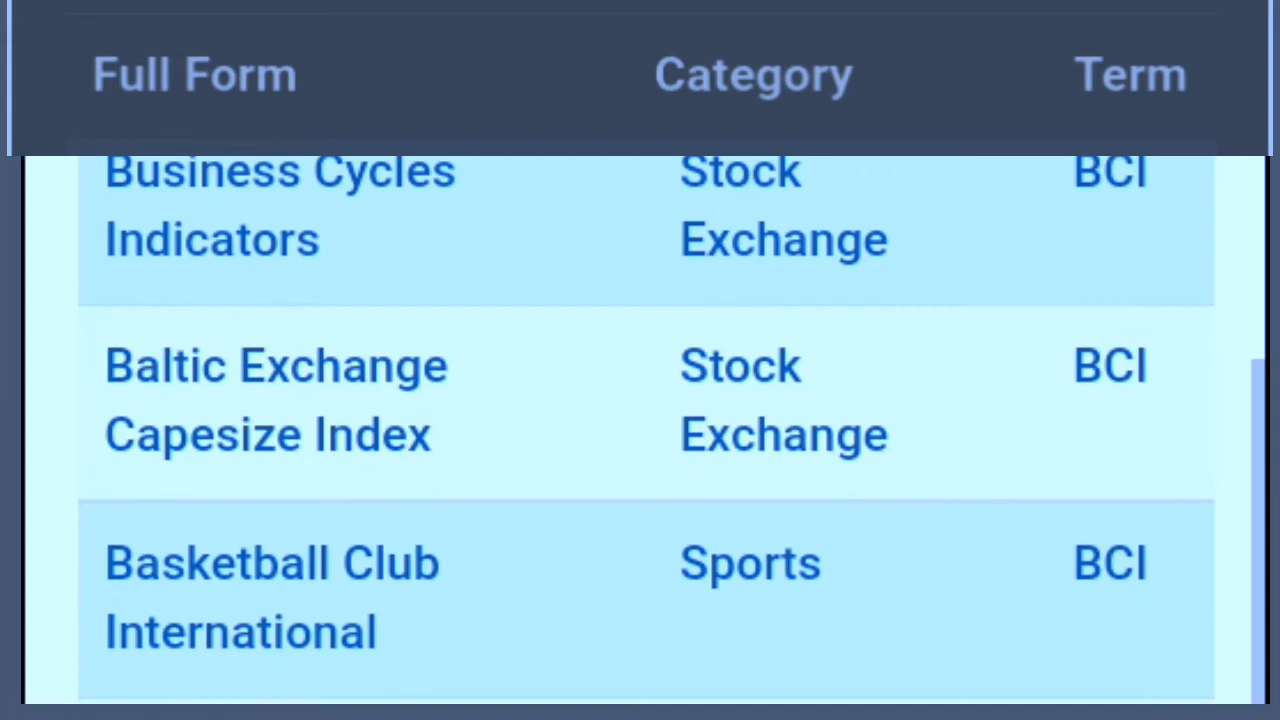 Full Form Category Term
Business Cycles Stock BCI
Indicators Exchange
Baltic Exchange Stock BCI
Capesize Index Exchange
Basketball Club Sports BCI
International